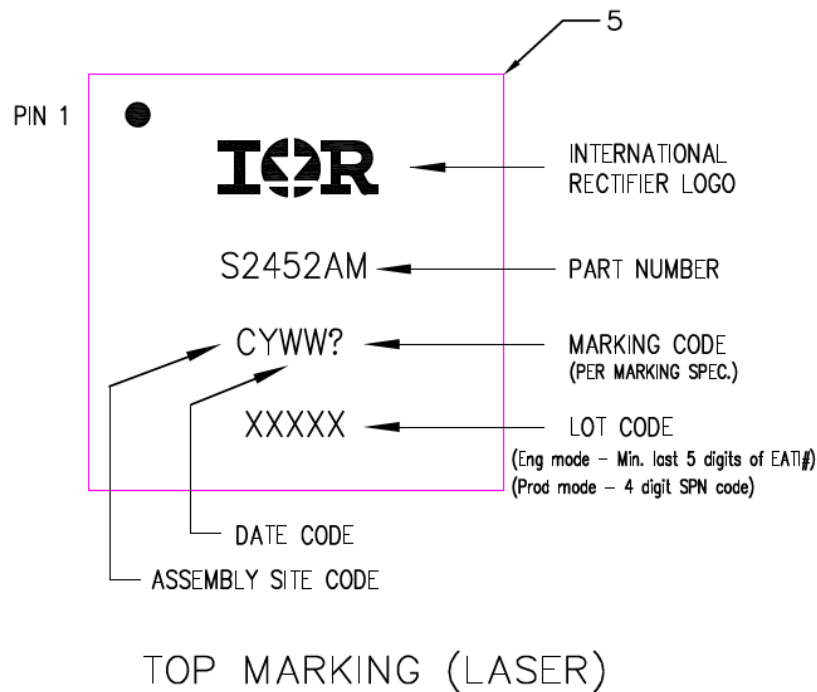 5
PIN 1
IOR
INTERNATIONAL
RECTIFIER LOGO
S2452AM
PART NUMBER
CYWW?
MARKING CODE
(PER MARKING SPEC.)
XXXXX
LOT CODE
(Eng mode – Min. last 5 digits of EATI#)
(Prod mode – 4 digit SPN code)
DATE CODE
ASSEMBLY SITE CODE
TOP MARKING (LASER)